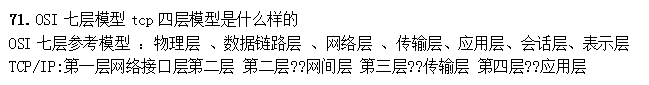 71. OSI 七层模型 tcp 四层模型是什么样的
OSI 七层参考模型 ：物理层 、数据链路层 、网络层 、传输层、应用层、会话层、表示层
TCP/IP:第一层网络接口层第二层 第二层??网间层 第三层??传输层 第四层??应用层